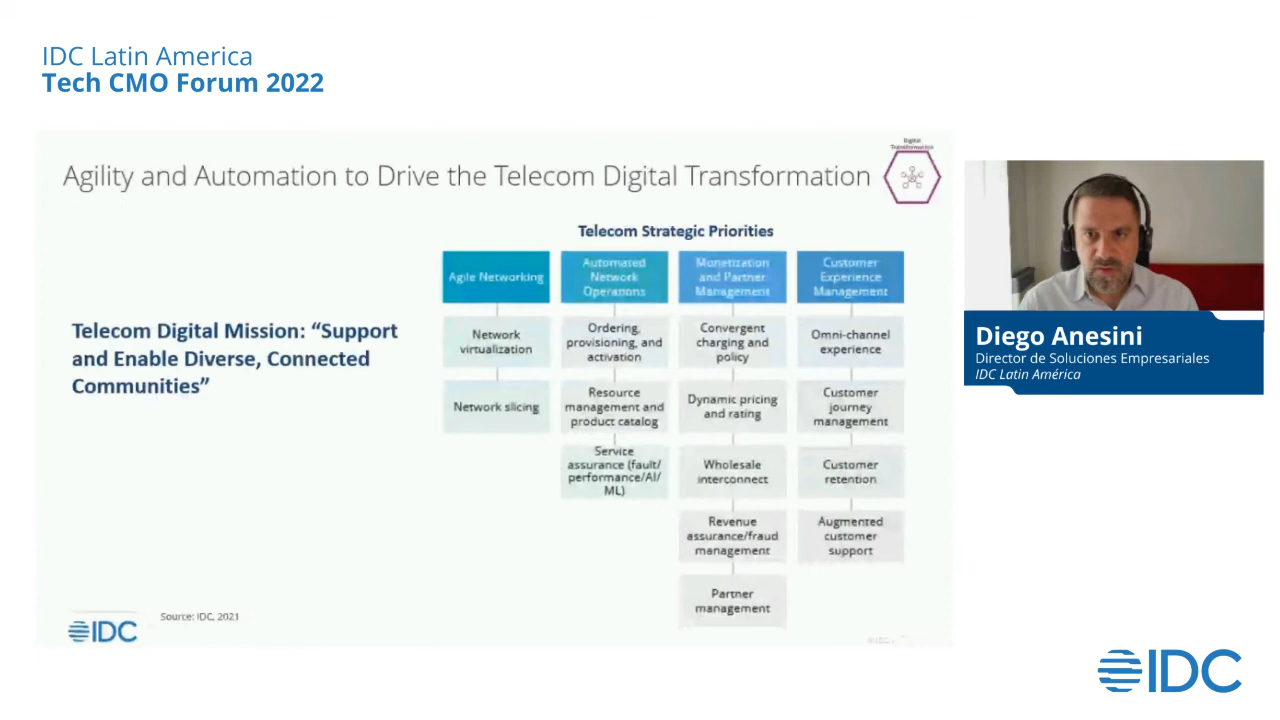 IDC Latin America
Tech CMO Forum 2022
Agility and Automation to Drive the Telecom Digital Transformation
Digital
Transformation
Telecom Strategic Priorities
Telecom Digital Mission: “Support
and Enable Diverse, Connected
Communities”
Agile Networking
Network
virtualization
Network slicing
Automated
Network
Operations
Ordering,
provisioning, and
activation
Resource
management and
product catalog
Service
assurance (fault/
performance/AI/
ML)
Monetization
and Partner
Management
Convergent
charging and
policy
Dynamic pricing
and rating
Wholesale
interconnect
Revenue
assurance/fraud
management
Partner
management
Customer
Experience
Management
Omni-channel
experience
Customer
journey
management
Customer
retention
Augmented
customer
support
Source: IDC, 2021
IDC
Diego Anesini
Director de Soluciones Empresariales
IDC Latin América
IDC